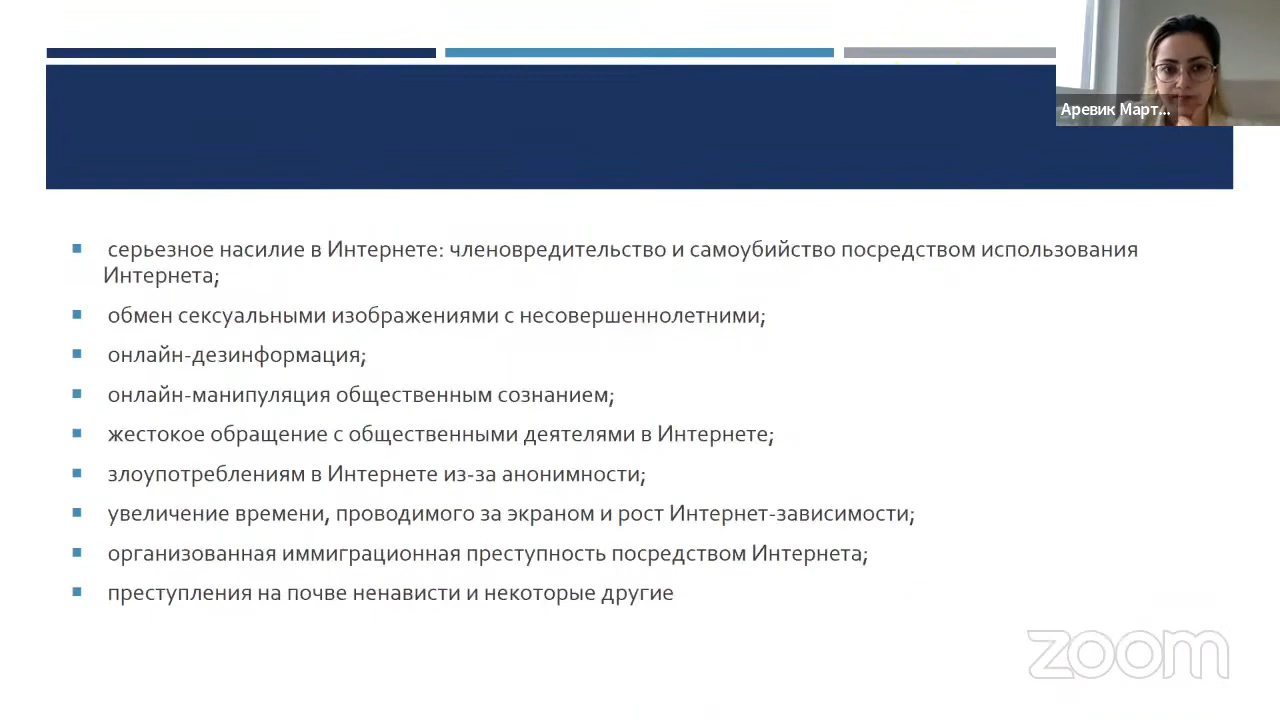 Аревик Март...
серьезное насилие в Интернете: членовредительство и самоубийство посредством использования
Интернета;
обмен сексуальными изображениями с несовершеннолетними;
онлайн-дезинформация;
онлайн-манипуляция общественным сознанием;
жестокое обращение с общественными деятелями в Интернете;
злоупотреблениям в Интернете из-за анонимности;
увеличение времени, проводимого за экраном и рост Интернет-зависимости;
организованная иммиграционная преступность посредством Интернета;
преступления на почве ненависти и некоторые другие
zoom